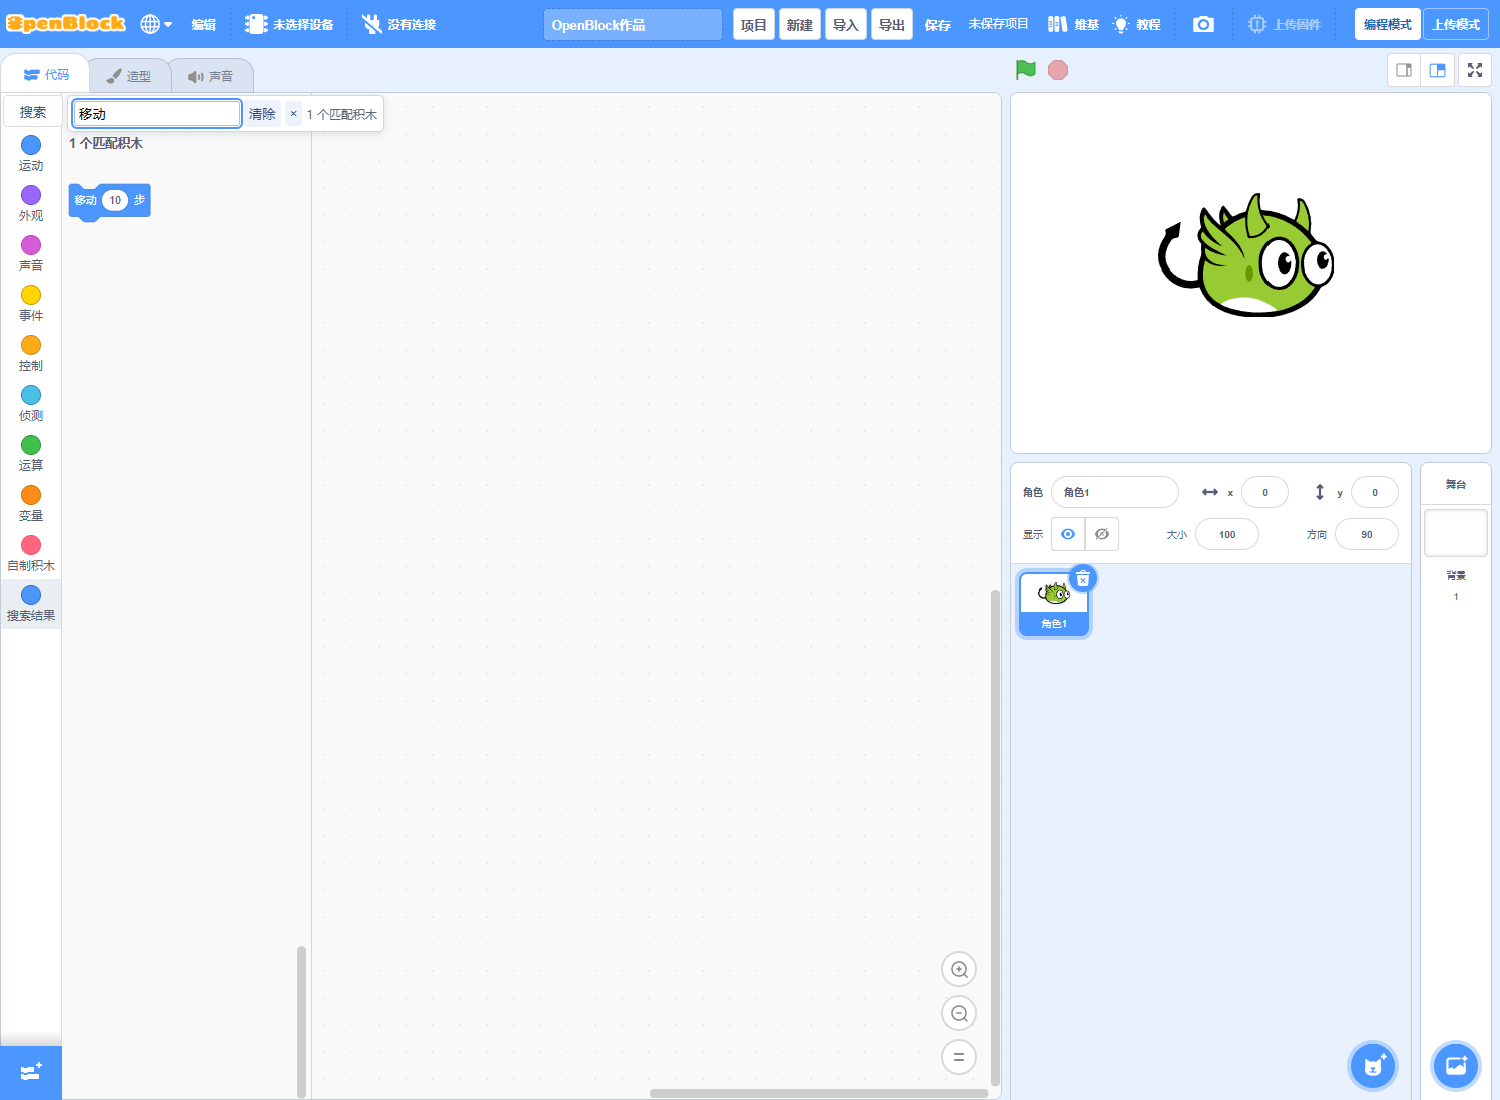 OpenBlock
编辑
未选择设备
没有连接
OpenBlock作品
项目
新建
导入
导出
保存
未保存项目
维基
教程
上传固件
编程模式
上传模式
代码
造型
声音
搜索
移动
清除
×
1 个匹配积木
1 个匹配积木
移动 10 步
运动
外观
声音
事件
控制
侦测
运算
变量
自制积木
搜索结果
角色
角色1
x
0
y
0
显示
大小
100
方向
90
角色1
舞台
背景
1